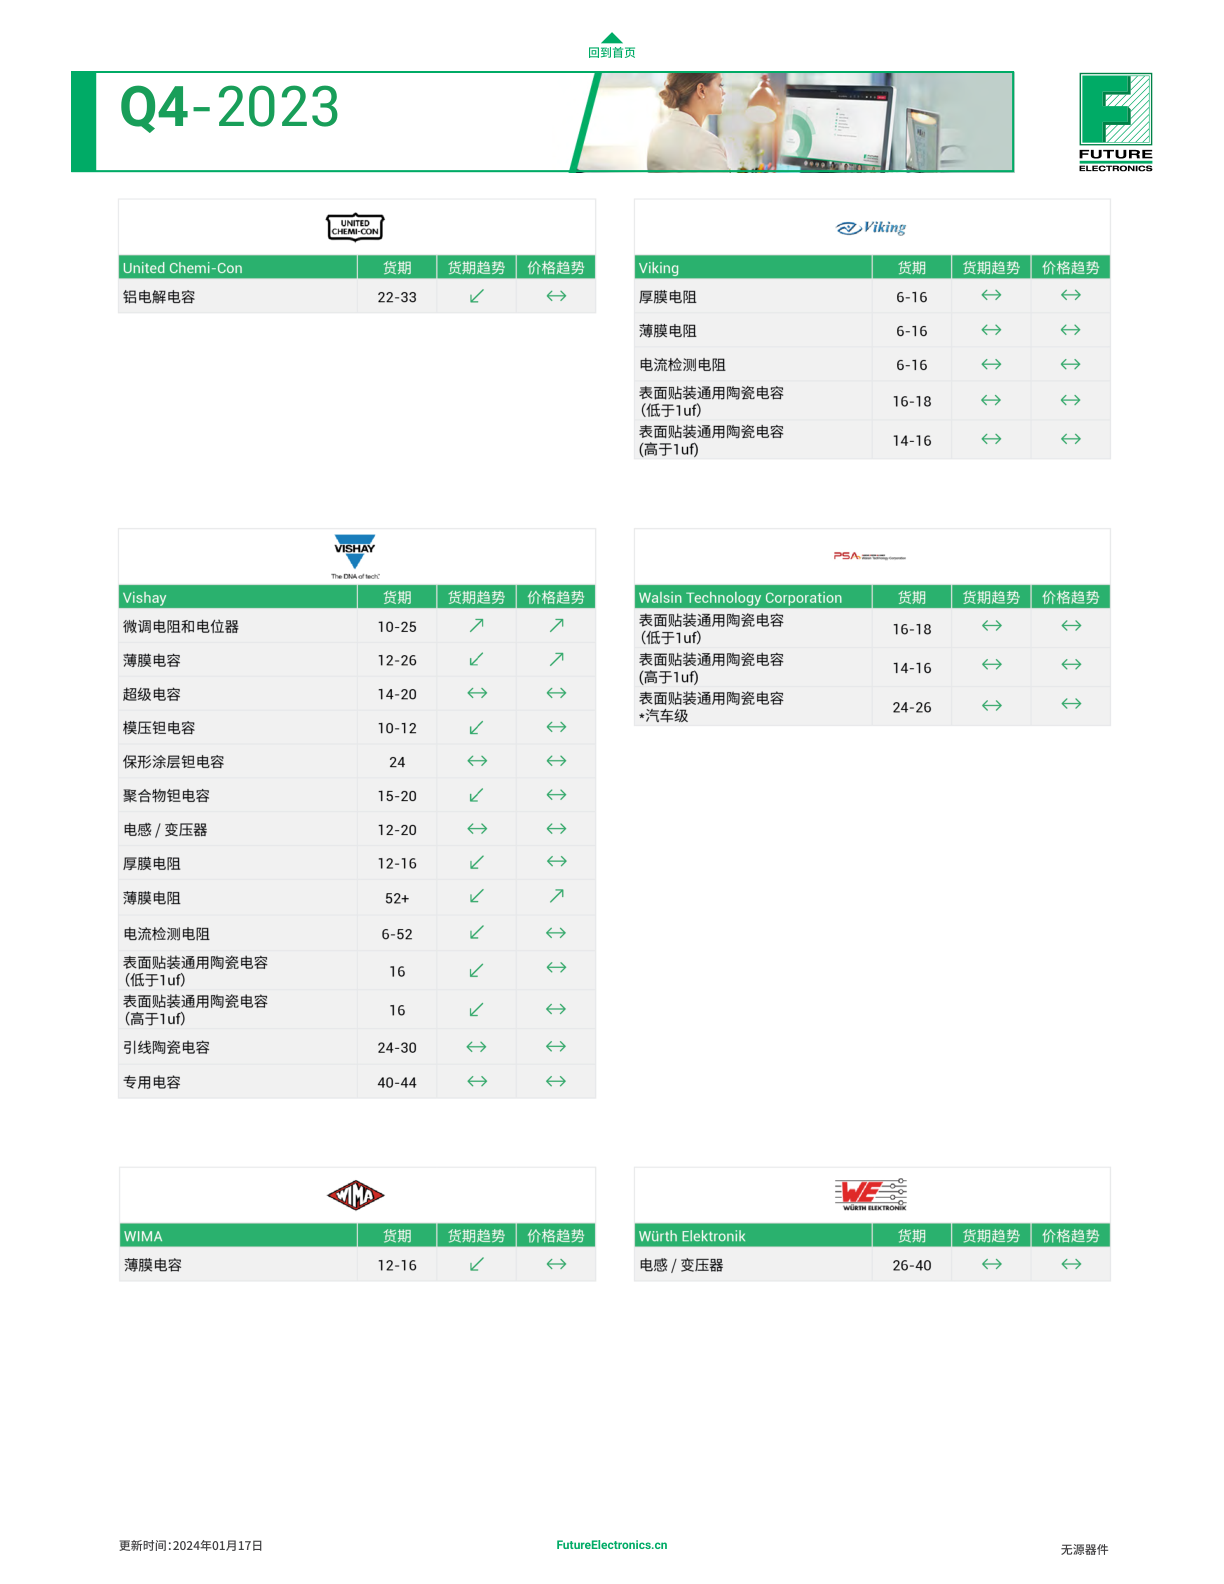 回到首页
Q4-2023
FUTURE
ELECTRONICS
UNITED
CHEMI-CON
United Chemi-Con 货期 货期趋势 价格趋势
铝电解电容 22-33 ↙ ↔
Viking
Viking 货期 货期趋势 价格趋势
厚膜电阻 6-16 ↔ ↔
薄膜电阻 6-16 ↔ ↔
电流检测电阻 6-16 ↔ ↔
表面贴装通用陶瓷电容
(低于1uf) 16-18 ↔ ↔
表面贴装通用陶瓷电容
(高于1uf) 14-16 ↔ ↔
VISHAY
The DNA of tech.
Vishay 货期 货期趋势 价格趋势
微调电阻和电位器 10-25 ↗ ↗
薄膜电容 12-26 ↙ ↗
超级电容 14-20 ↔ ↔
模压钽电容 10-12 ↙ ↔
保形涂层钽电容 24 ↔ ↔
聚合物钽电容 15-20 ↙ ↔
电感 / 变压器 12-20 ↔ ↔
厚膜电阻 12-16 ↙ ↔
薄膜电阻 52+ ↙ ↗
电流检测电阻 6-52 ↙ ↔
表面贴装通用陶瓷电容
(低于1uf) 16 ↙ ↔
表面贴装通用陶瓷电容
(高于1uf) 16 ↙ ↔
引线陶瓷电容 24-30 ↔ ↔
专用电容 40-44 ↔ ↔
PSA
Walsin Technology Corporation 货期 货期趋势 价格趋势
表面贴装通用陶瓷电容
(低于1uf) 16-18 ↔ ↔
表面贴装通用陶瓷电容
(高于1uf) 14-16 ↔ ↔
表面贴装通用陶瓷电容
*汽车级 24-26 ↔ ↔
WIMA
WIMA 货期 货期趋势 价格趋势
薄膜电容 12-16 ↙ ↔
WE
WÜRTH ELEKTRONIK
Würth Elektronik 货期 货期趋势 价格趋势
电感 / 变压器 26-40 ↔ ↔
更新时间：2024年01月17日
FutureElectronics.cn
无源器件